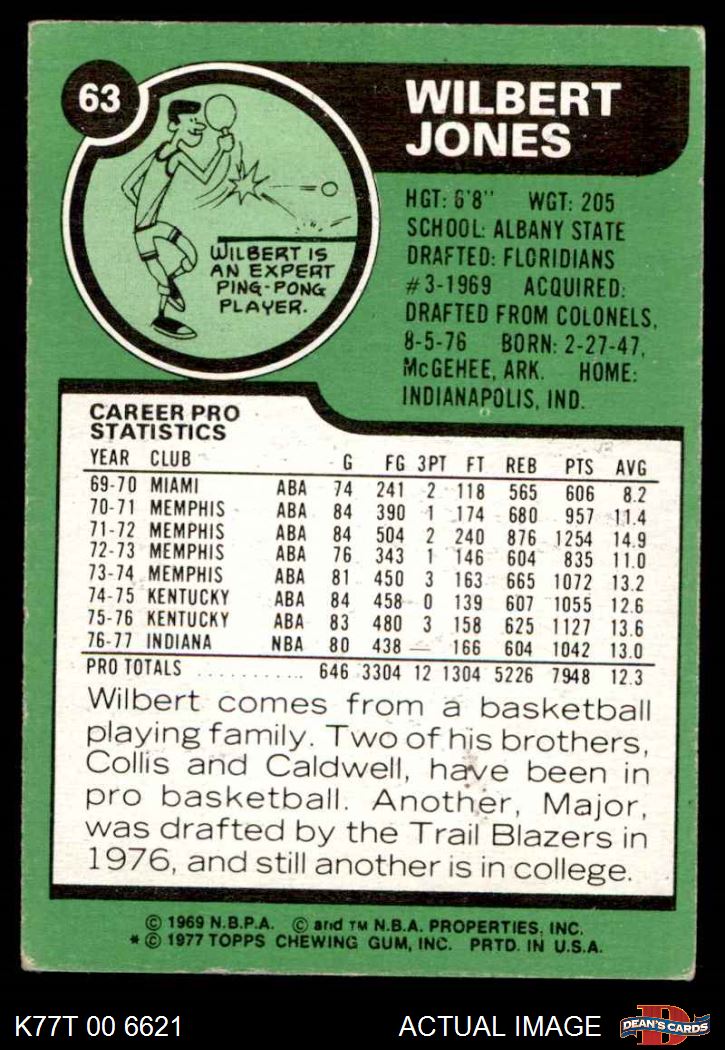 63
WILBERT
JONES
WILBERT IS
AN EXPERT
PING-PONG
PLAYER.
HGT: 6'8" WGT: 205
SCHOOL: ALBANY STATE
DRAFTED: FLORIDIANS
#3-1969 ACQUIRED:
DRAFTED FROM COLONELS,
8-5-76 BORN: 2-27-47,
McGEHEE, ARK. HOME:
INDIANAPOLIS, IND.
CAREER PRO
STATISTICS
YEAR CLUB G FG 3PT FT REB PTS AVG
69-70 MIAMI ABA 74 241 2 118 565 606 8.2
70-71 MEMPHIS ABA 84 390 1 174 680 957 11.4
71-72 MEMPHIS ABA 84 504 2 240 876 1254 14.9
72-73 MEMPHIS ABA 76 343 1 146 604 835 11.0
73-74 MEMPHIS ABA 81 450 3 163 665 1072 13.2
74-75 KENTUCKY ABA 84 458 0 139 607 1055 12.6
75-76 KENTUCKY ABA 83 480 3 158 625 1127 13.6
76-77 INDIANA NBA 80 438 — 166 604 1042 13.0
PRO TOTALS .......... 646 3304 12 1304 5226 7948 12.3
Wilbert comes from a basketball
playing family. Two of his brothers,
Collis and Caldwell, have been in
pro basketball. Another, Major,
was drafted by the Trail Blazers in
1976, and still another is in college.
© 1969 N.B.P.A. © and TM N.B.A. PROPERTIES, INC.
* © 1977 TOPPS CHEWING GUM, INC. PRTD. IN U.S.A.
K77T 00 6621 ACTUAL IMAGE DEAN'S CARDS